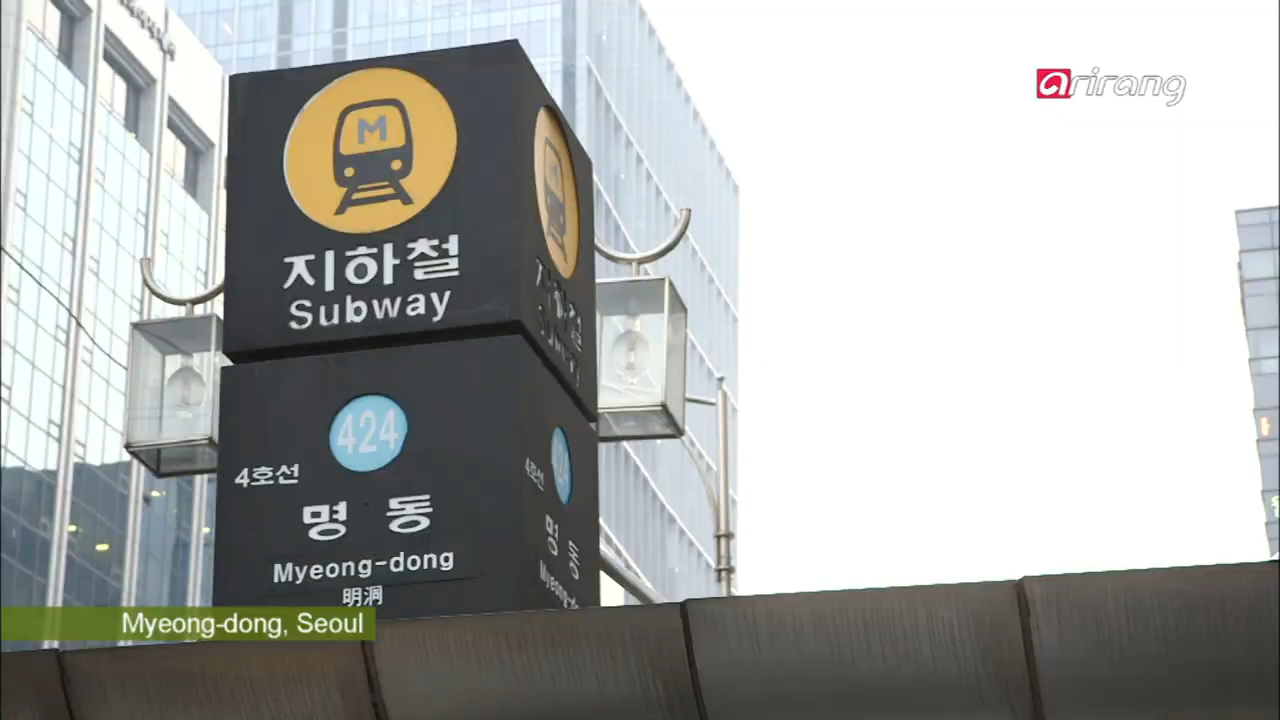 arirang
M
지하철
Subway
424
4호선
명 동
Myeong-dong
明洞
Myeong-dong, Seoul